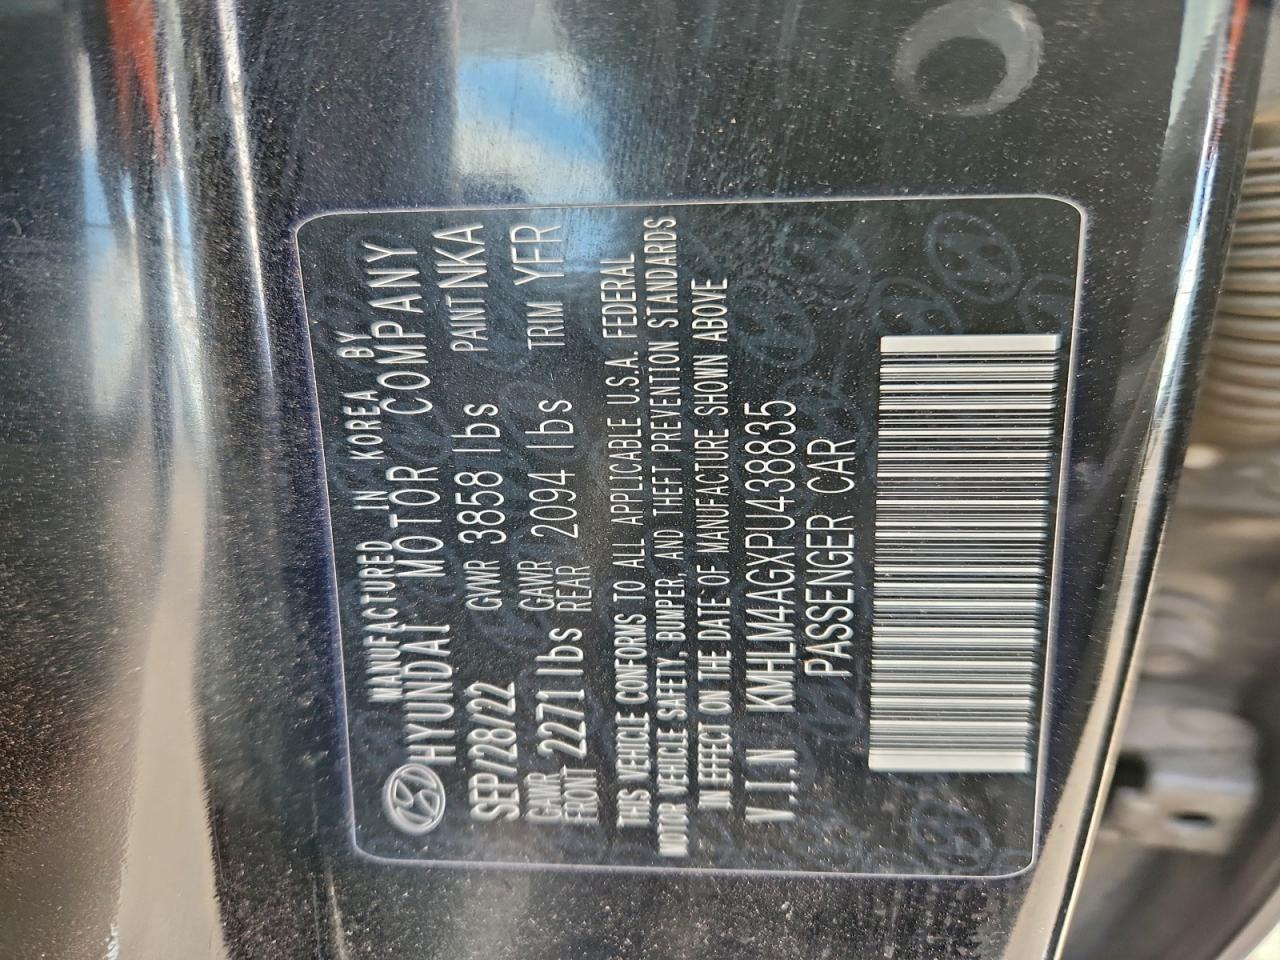 MANUFACTURED IN KOREA BY
HYUNDAI MOTOR COMPANY
SEP/28/22 GVWR 3858 lbs PAINT NKA
GAWR FRONT 2271 lbs GAWR REAR 2094 lbs TRIM YFR
THIS VEHICLE CONFORMS TO ALL APPLICABLE U.S.A. FEDERAL
MOTOR VEHICLE SAFETY, BUMPER, AND THEFT PREVENTION STANDARDS
IN EFFECT ON THE DATE OF MANUFACTURE SHOWN ABOVE
V.I.N KMHLM4AGXPU438835
PASSENGER CAR